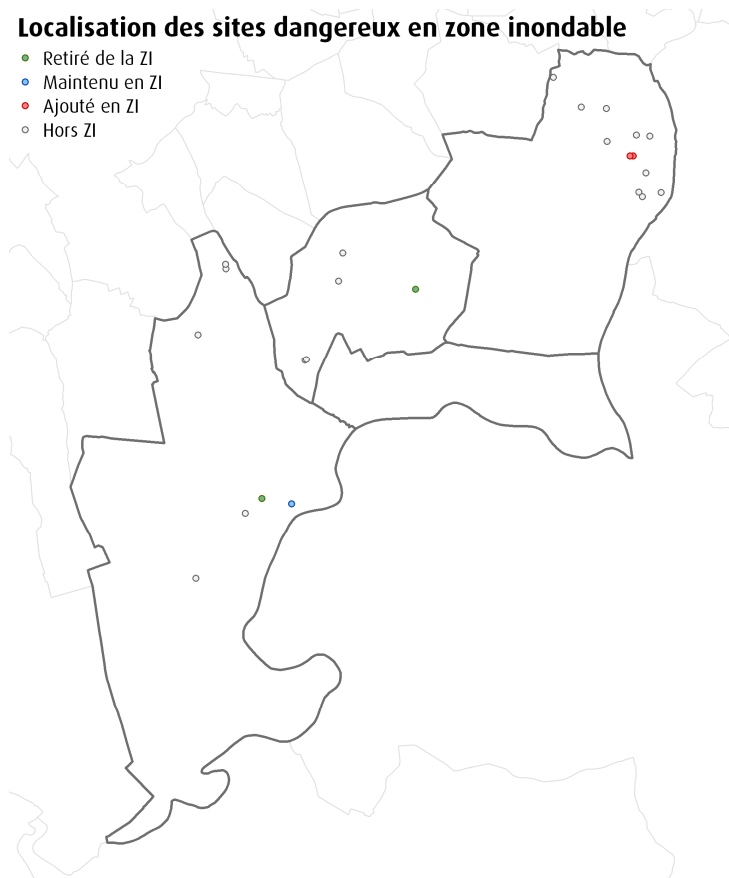 Localisation des sites dangereux en zone inondable
Retiré de la ZI
Maintenu en ZI
Ajouté en ZI
Hors ZI